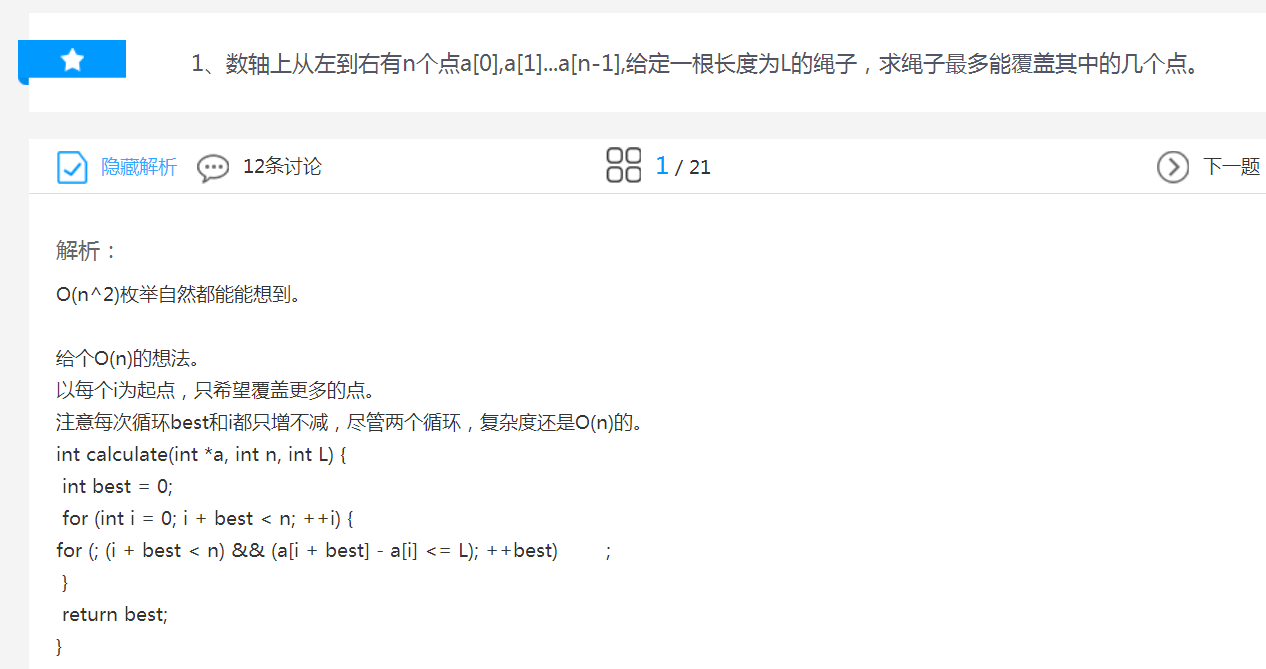 1、数轴上从左到右有n个点a[0],a[1]...a[n-1],给定一根长度为L的绳子，求绳子最多能覆盖其中的几个点。
隐藏解析 12条讨论 1 / 21 下一题
解析：
O(n^2)枚举自然都能能想到。
给个O(n)的想法。
以每个i为起点，只希望覆盖更多的点。
注意每次循环best和i都只增不减，尽管两个循环，复杂度还是O(n)的。
int calculate(int *a, int n, int L) {
int best = 0;
for (int i = 0; i + best < n; ++i) {
for (; (i + best < n) && (a[i + best] - a[i] <= L); ++best) ;
}
return best;
}